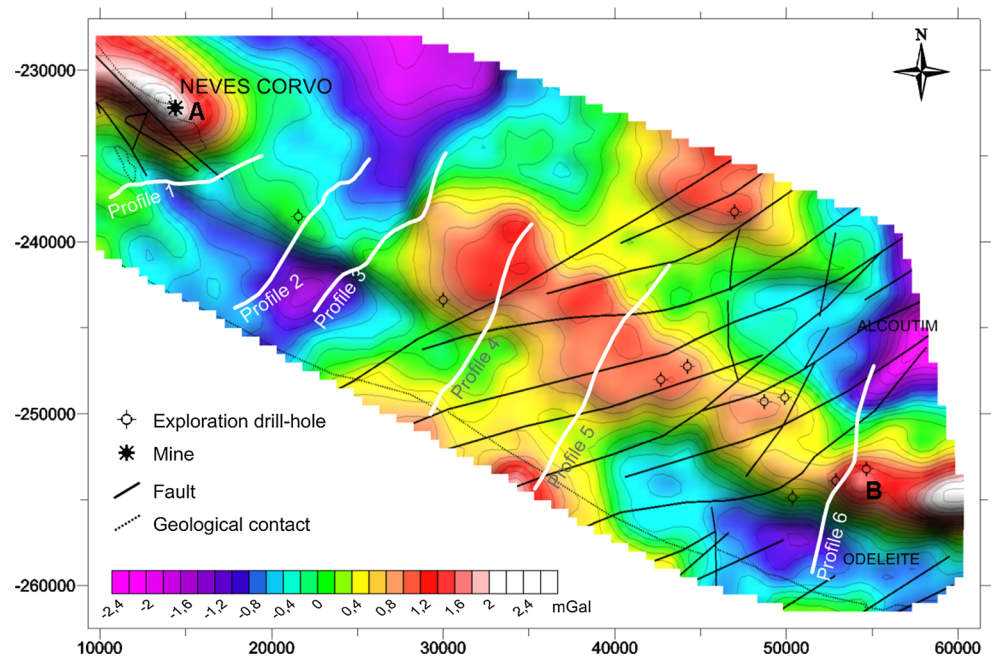 N
-230000
-240000
-250000
-260000
NEVES CORVO
A
Profile 1
Profile 2
Profile 3
Profile 4
Profile 5
Profile 6
ALCOUTIM
B
ODELEITE
Exploration drill-hole
Mine
Fault
Geological contact
-2,4 -2 -1,6 -1,2 -0,8 -0,4 0 0,4 0,8 1,2 1,6 2 2,4 mGal
10000 20000 30000 40000 50000 60000